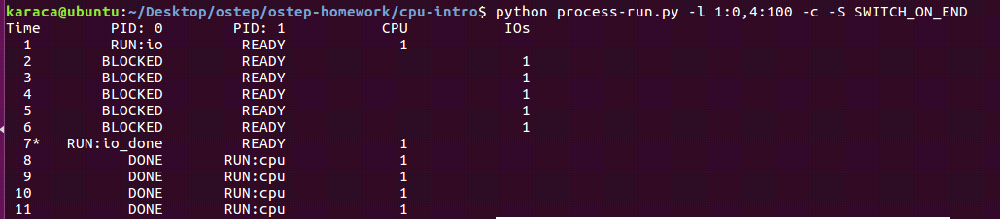 karaca@ubuntu:~/Desktop/ostep/ostep-homework/cpu-intro$ python process-run.py -l 1:0,4:100 -c -S SWITCH_ON_END
Time PID: 0 PID: 1 CPU IOs
1 RUN:io READY 1
2 BLOCKED READY 1
3 BLOCKED READY 1
4 BLOCKED READY 1
5 BLOCKED READY 1
6 BLOCKED READY 1
7* RUN:io_done READY 1
8 DONE RUN:cpu 1
9 DONE RUN:cpu 1
10 DONE RUN:cpu 1
11 DONE RUN:cpu 1